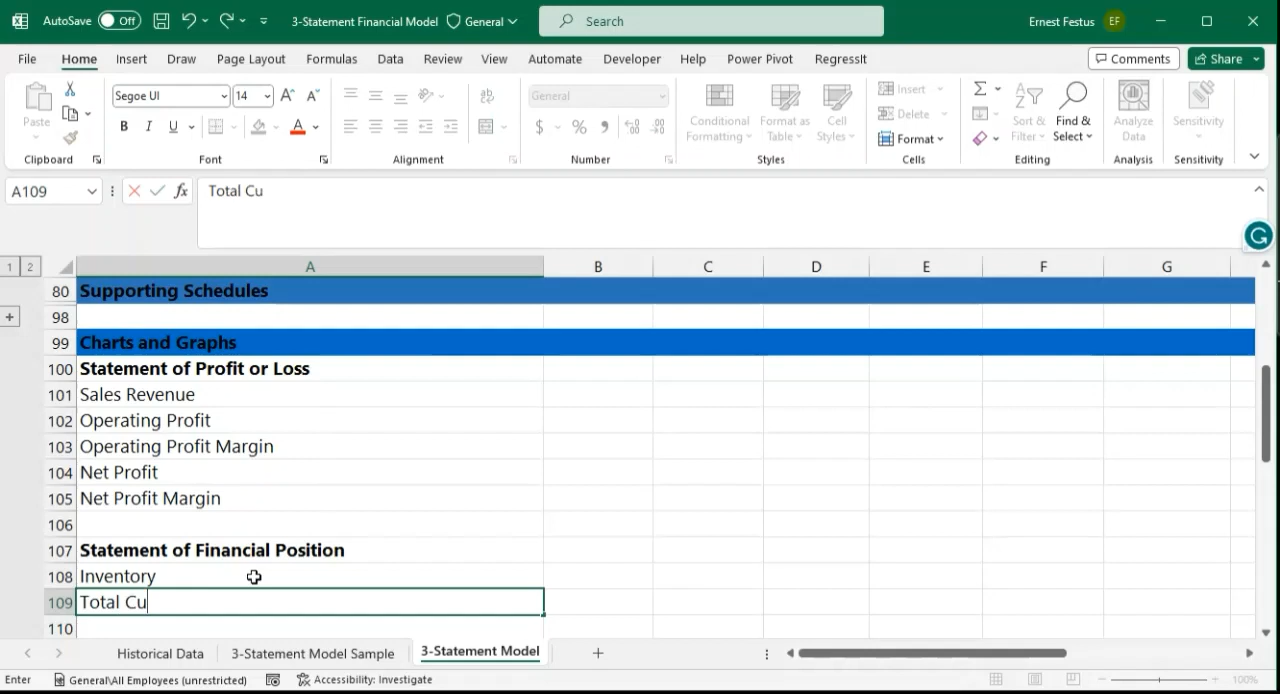 AutoSave Off 3-Statement Financial Model General Search Ernest Festus EF
File Home Insert Draw Page Layout Formulas Data Review View Automate Developer Help Power Pivot RegressIt Comments Share
Paste Segoe UI 14 A^ A˅ ab General Conditional Formatting Format as Table Cell Styles Insert Delete Format Sort & Filter Find & Select Analyze Data Sensitivity
B I U A $ % 9
Clipboard Font Alignment Number Styles Cells Editing Analysis Sensitivity
A109 fx Total Cu
G
1 2 A B C D E F G
80 Supporting Schedules
98
99 Charts and Graphs
100 Statement of Profit or Loss
101 Sales Revenue
102 Operating Profit
103 Operating Profit Margin
104 Net Profit
105 Net Profit Margin
106
107 Statement of Financial Position
108 Inventory
109 Total Cu
110
Historical Data 3-Statement Model Sample 3-Statement Model
Enter General\All Employees (unrestricted) Accessibility: Investigate 100%